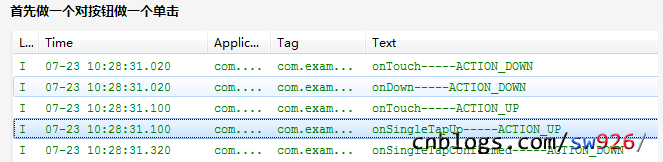 首先做一个对按钮做一个单击
L... Time Applic... Tag Text
I 07-23 10:28:31.020 com.... com.exam... onTouch-----ACTION_DOWN
I 07-23 10:28:31.020 com.... com.exam... onDown-----ACTION_DOWN
I 07-23 10:28:31.100 com.... com.exam... onTouch-----ACTION_UP
I 07-23 10:28:31.100 com.... com.exam... onSingleTapUp-----ACTION_UP
I 07-23 10:28:31.320 com.... com.exam... onSingleTapConfirmed-----ACTION_DOWN
cnblogs.com/sw926/